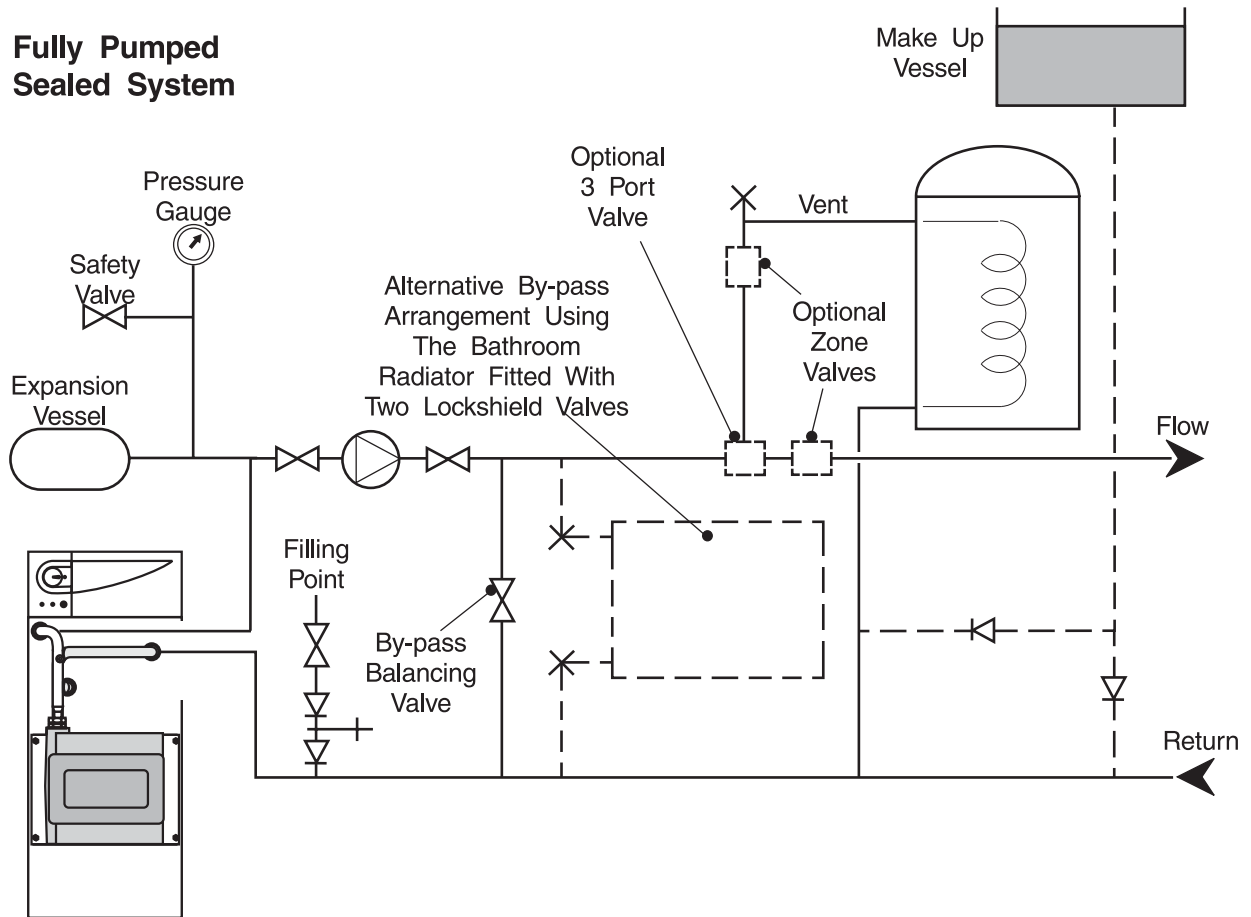 Fully Pumped
Sealed System
Make Up
Vessel
Optional
3 Port
Valve
Pressure
Gauge
Vent
Safety
Valve
Alternative By-pass
Arrangement Using
The Bathroom
Radiator Fitted With
Two Lockshield Valves
Optional
Zone
Valves
Expansion
Vessel
Flow
Filling
Point
By-pass
Balancing
Valve
Return